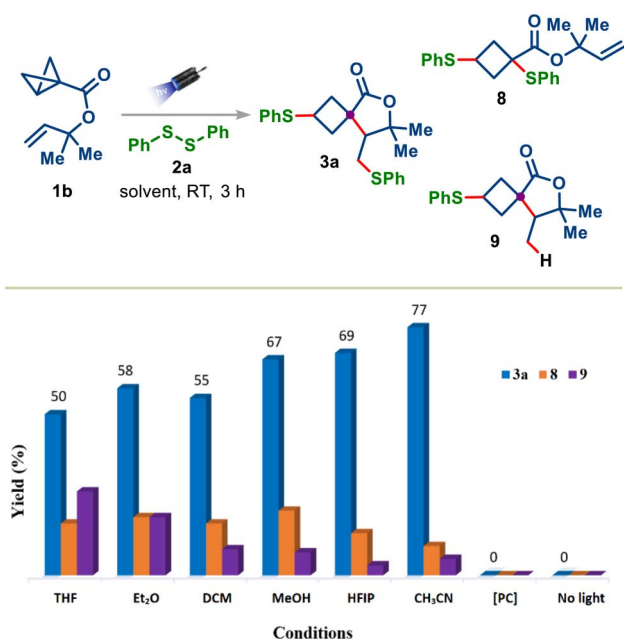 O
O
Me
Me
1b
hν
Ph
S
S
Ph
2a
solvent, RT, 3 h
PhS
O
O
Me
Me
SPh
3a
PhS
O
O
Me
Me
SPh
8
PhS
O
O
Me
Me
H
9
Yield (%)
50
58
55
67
69
77
0
0
3a 8 9
THF Et₂O DCM MeOH HFIP CH₃CN [PC] No light
Conditions